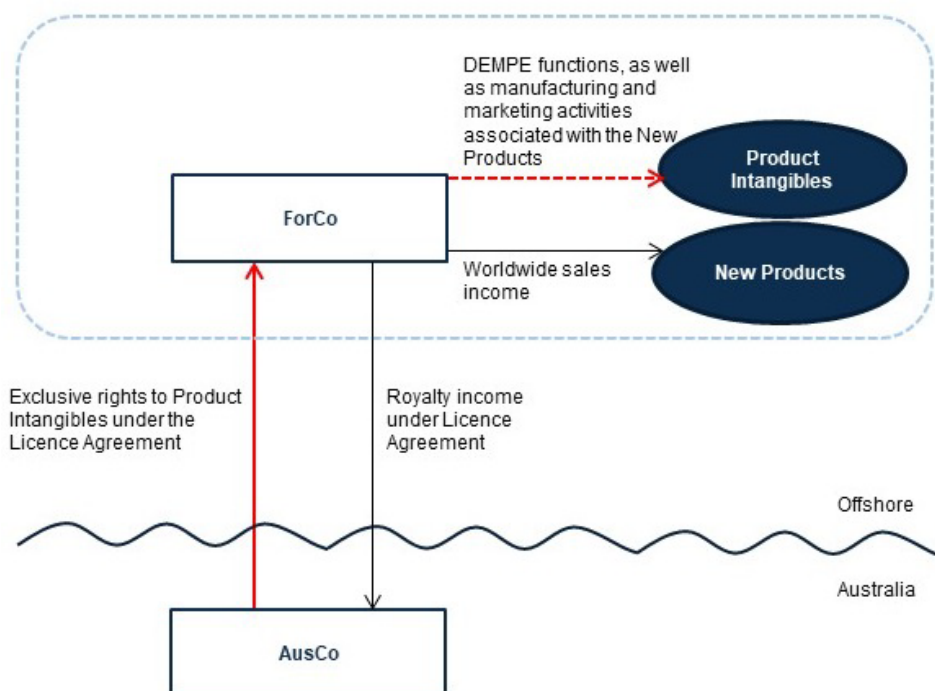 DEMPE functions, as well
as manufacturing and
marketing activities
associated with the New
Products
Product
Intangibles
ForCo
Worldwide sales
income
New Products
Exclusive rights to Product
Intangibles under the
Licence Agreement
Royalty income
under Licence
Agreement
Offshore
Australia
AusCo